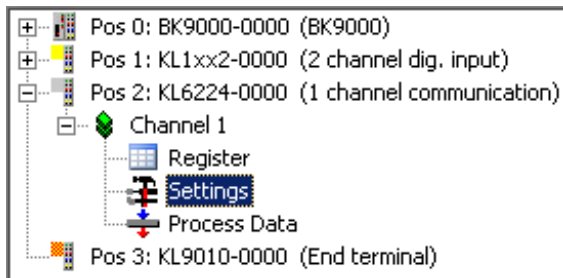 Pos 0: BK9000-0000 (BK9000)
Pos 1: KL1xx2-0000 (2 channel dig. input)
Pos 2: KL6224-0000 (1 channel communication)
Channel 1
Register
Settings
Process Data
Pos 3: KL9010-0000 (End terminal)